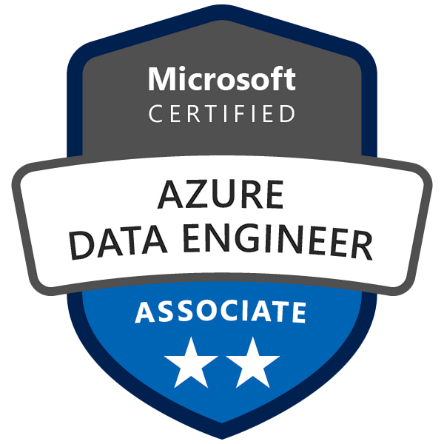 Microsoft
CERTIFIED
AZURE
DATA ENGINEER
ASSOCIATE